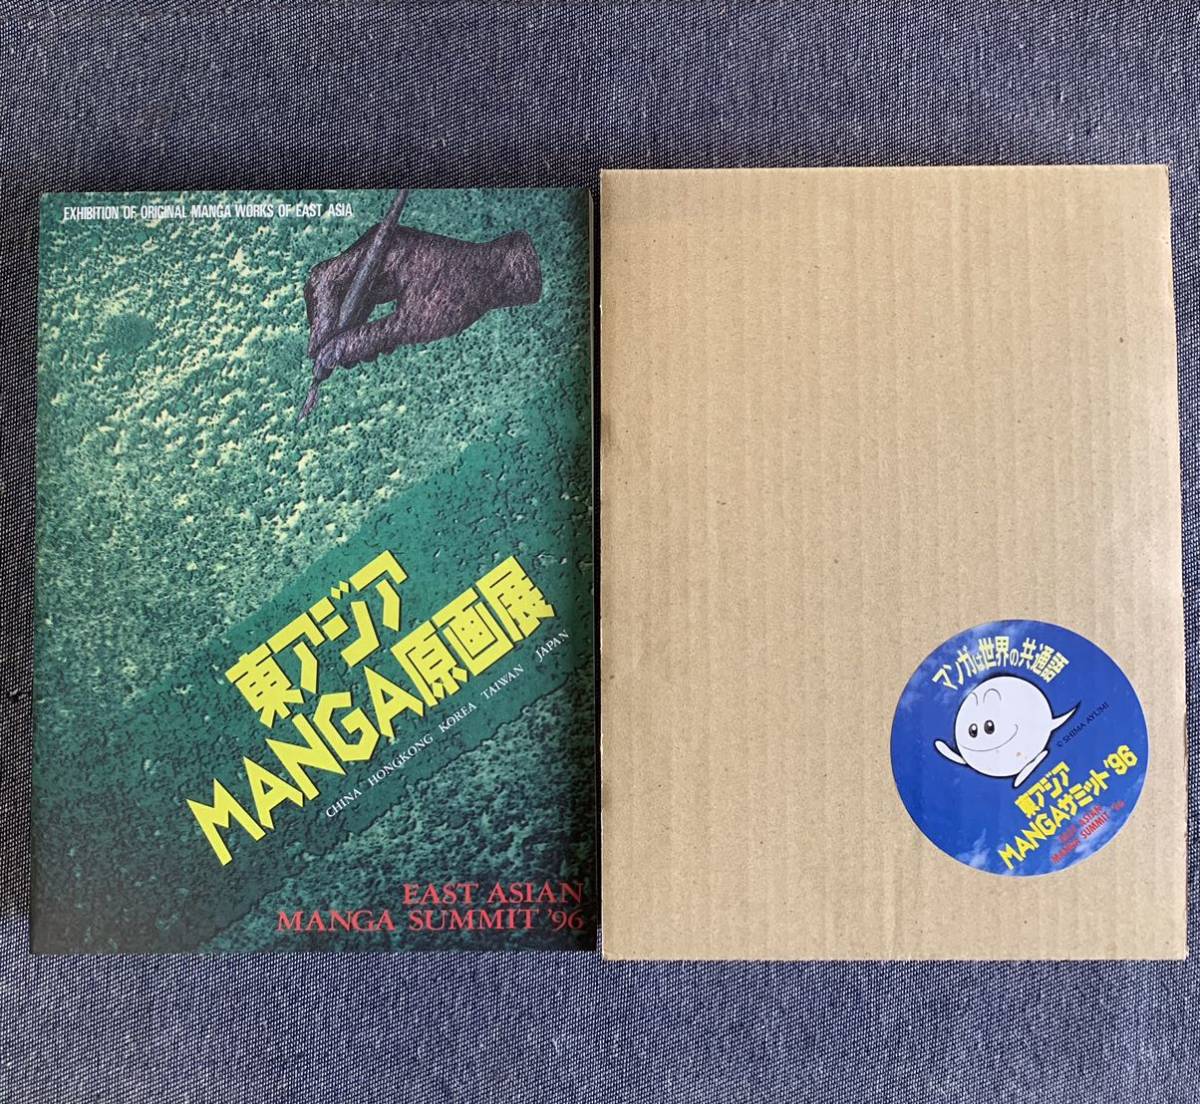 EXHIBITION OF ORIGINAL MANGA WORKS OF EAST ASIA
東アジア
MANGA原画展
CHINA HONGKONG KOREA TAIWAN JAPAN
EAST ASIAN
MANGA SUMMIT '96
マンガは世界の共通語
© SHIMA AYUMI
東アジア
MANGAサミット'96
EAST ASIAN
MANGA SUMMIT '96